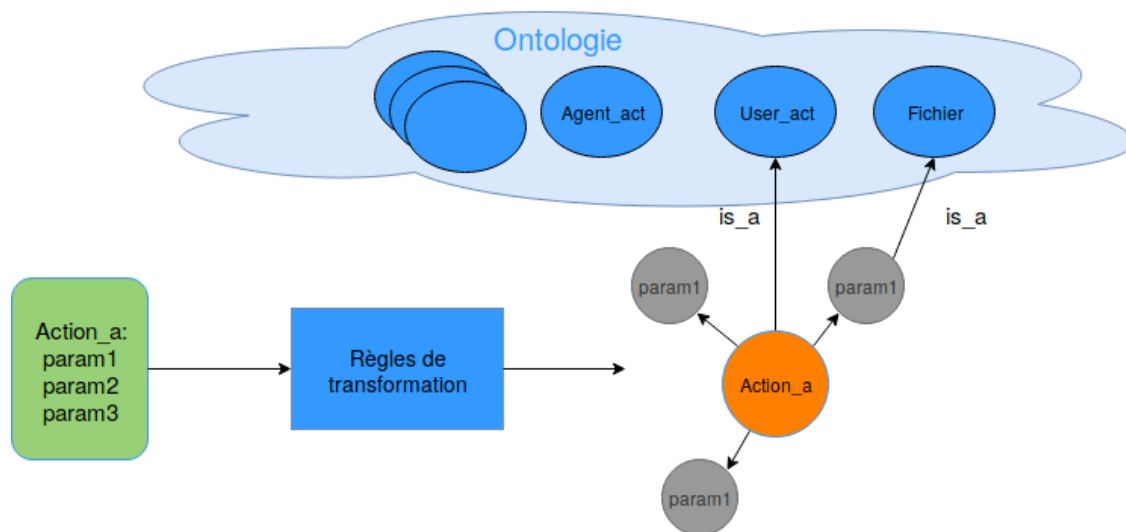 Ontologie
Agent_act
User_act
Fichier
is_a
is_a
param1
param1
Action_a:
param1
param2
param3
Règles de
transformation
Action_a
param1